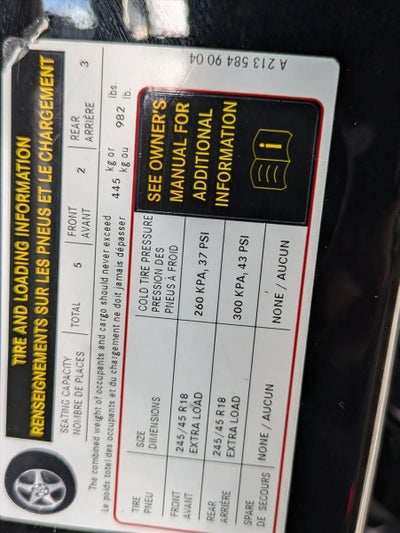 TIRE AND LOADING INFORMATION
RENSEIGNEMENTS SUR LES PNEUS ET LE CHARGEMENT
SEATING CAPACITY
NOMBRE DE PLACES
TOTAL 5
FRONT
AVANT
2
REAR
ARRIÈRE
3
The combined weight of occupants and cargo should never exceed
Le poids total des occupants et du chargement ne doit jamais dépasser
445 kg or
kg ou
982 lbs.
lb.
TIRE
PNEU
SIZE
DIMENSIONS
COLD TIRE PRESSURE
PRESSION DES
PNEUS À FROID
FRONT
AVANT
245/45 R18
EXTRA LOAD
260 KPA, 37 PSI
REAR
ARRIÈRE
245/45 R18
EXTRA LOAD
300 KPA, 43 PSI
SPARE
DE SECOURS
NONE / AUCUN
NONE / AUCUN
SEE OWNER'S
MANUAL FOR
ADDITIONAL
INFORMATION
i
A 213 584 90 04